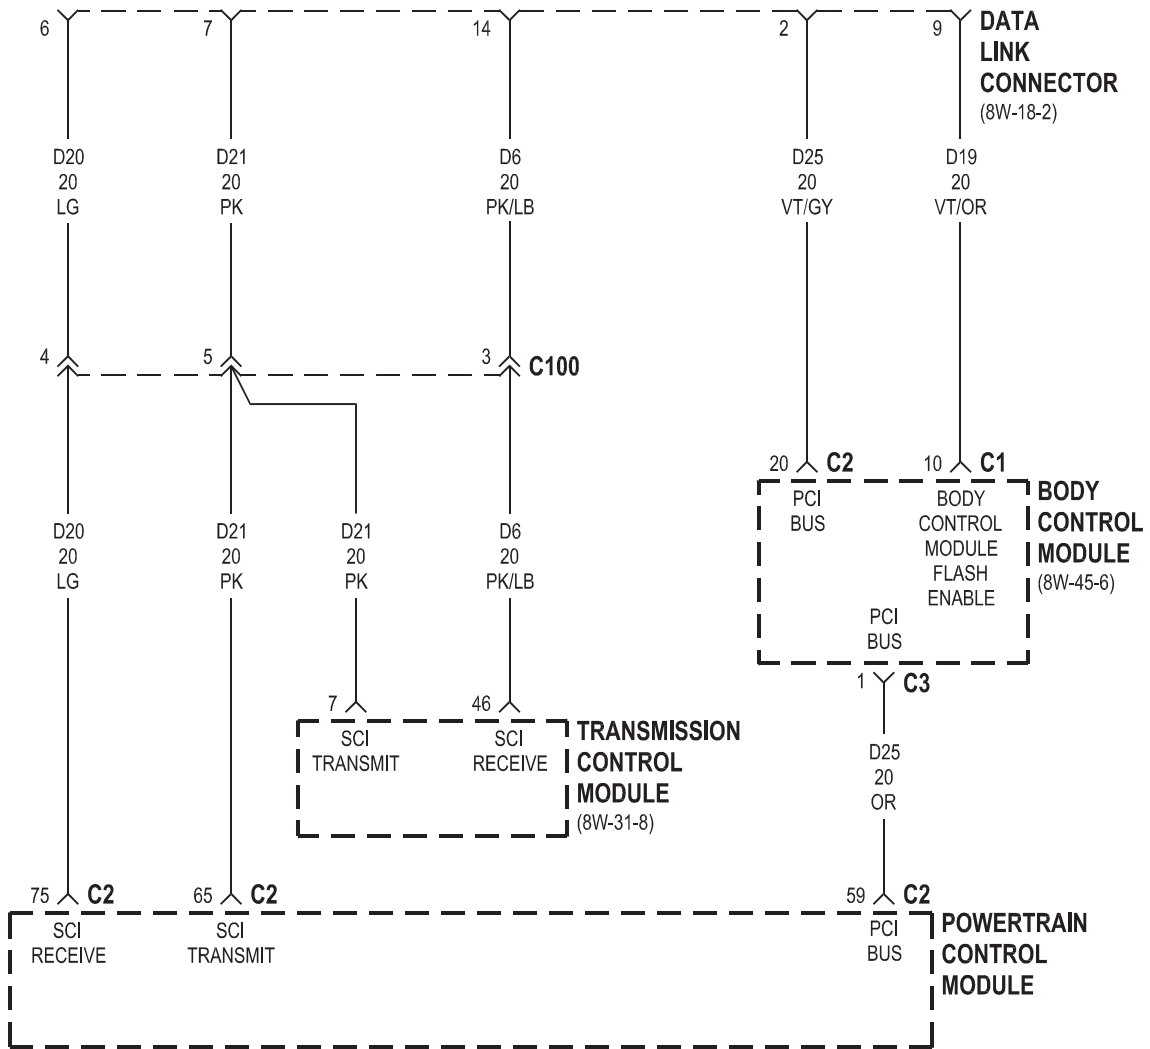 6 7 14 2 9 DATA
LINK
CONNECTOR
(8W-18-2)
D20 D21 D6 D25 D19
20 20 20 20 20
LG PK PK/LB VT/GY VT/OR
4 5 3 C100
20 C2 10 C1
PCI
BUS
BODY
CONTROL
MODULE
FLASH
ENABLE
BODY
CONTROL
MODULE
(8W-45-6)
D20 D21 D21 D6
20 20 20 20
LG PK PK PK/LB
PCI
BUS
1 C3
7 46
SCI
TRANSMIT
SCI
RECEIVE
TRANSMISSION
CONTROL
MODULE
(8W-31-8)
D25
20
OR
75 C2 65 C2 59 C2
SCI
RECEIVE
SCI
TRANSMIT
PCI
BUS
POWERTRAIN
CONTROL
MODULE